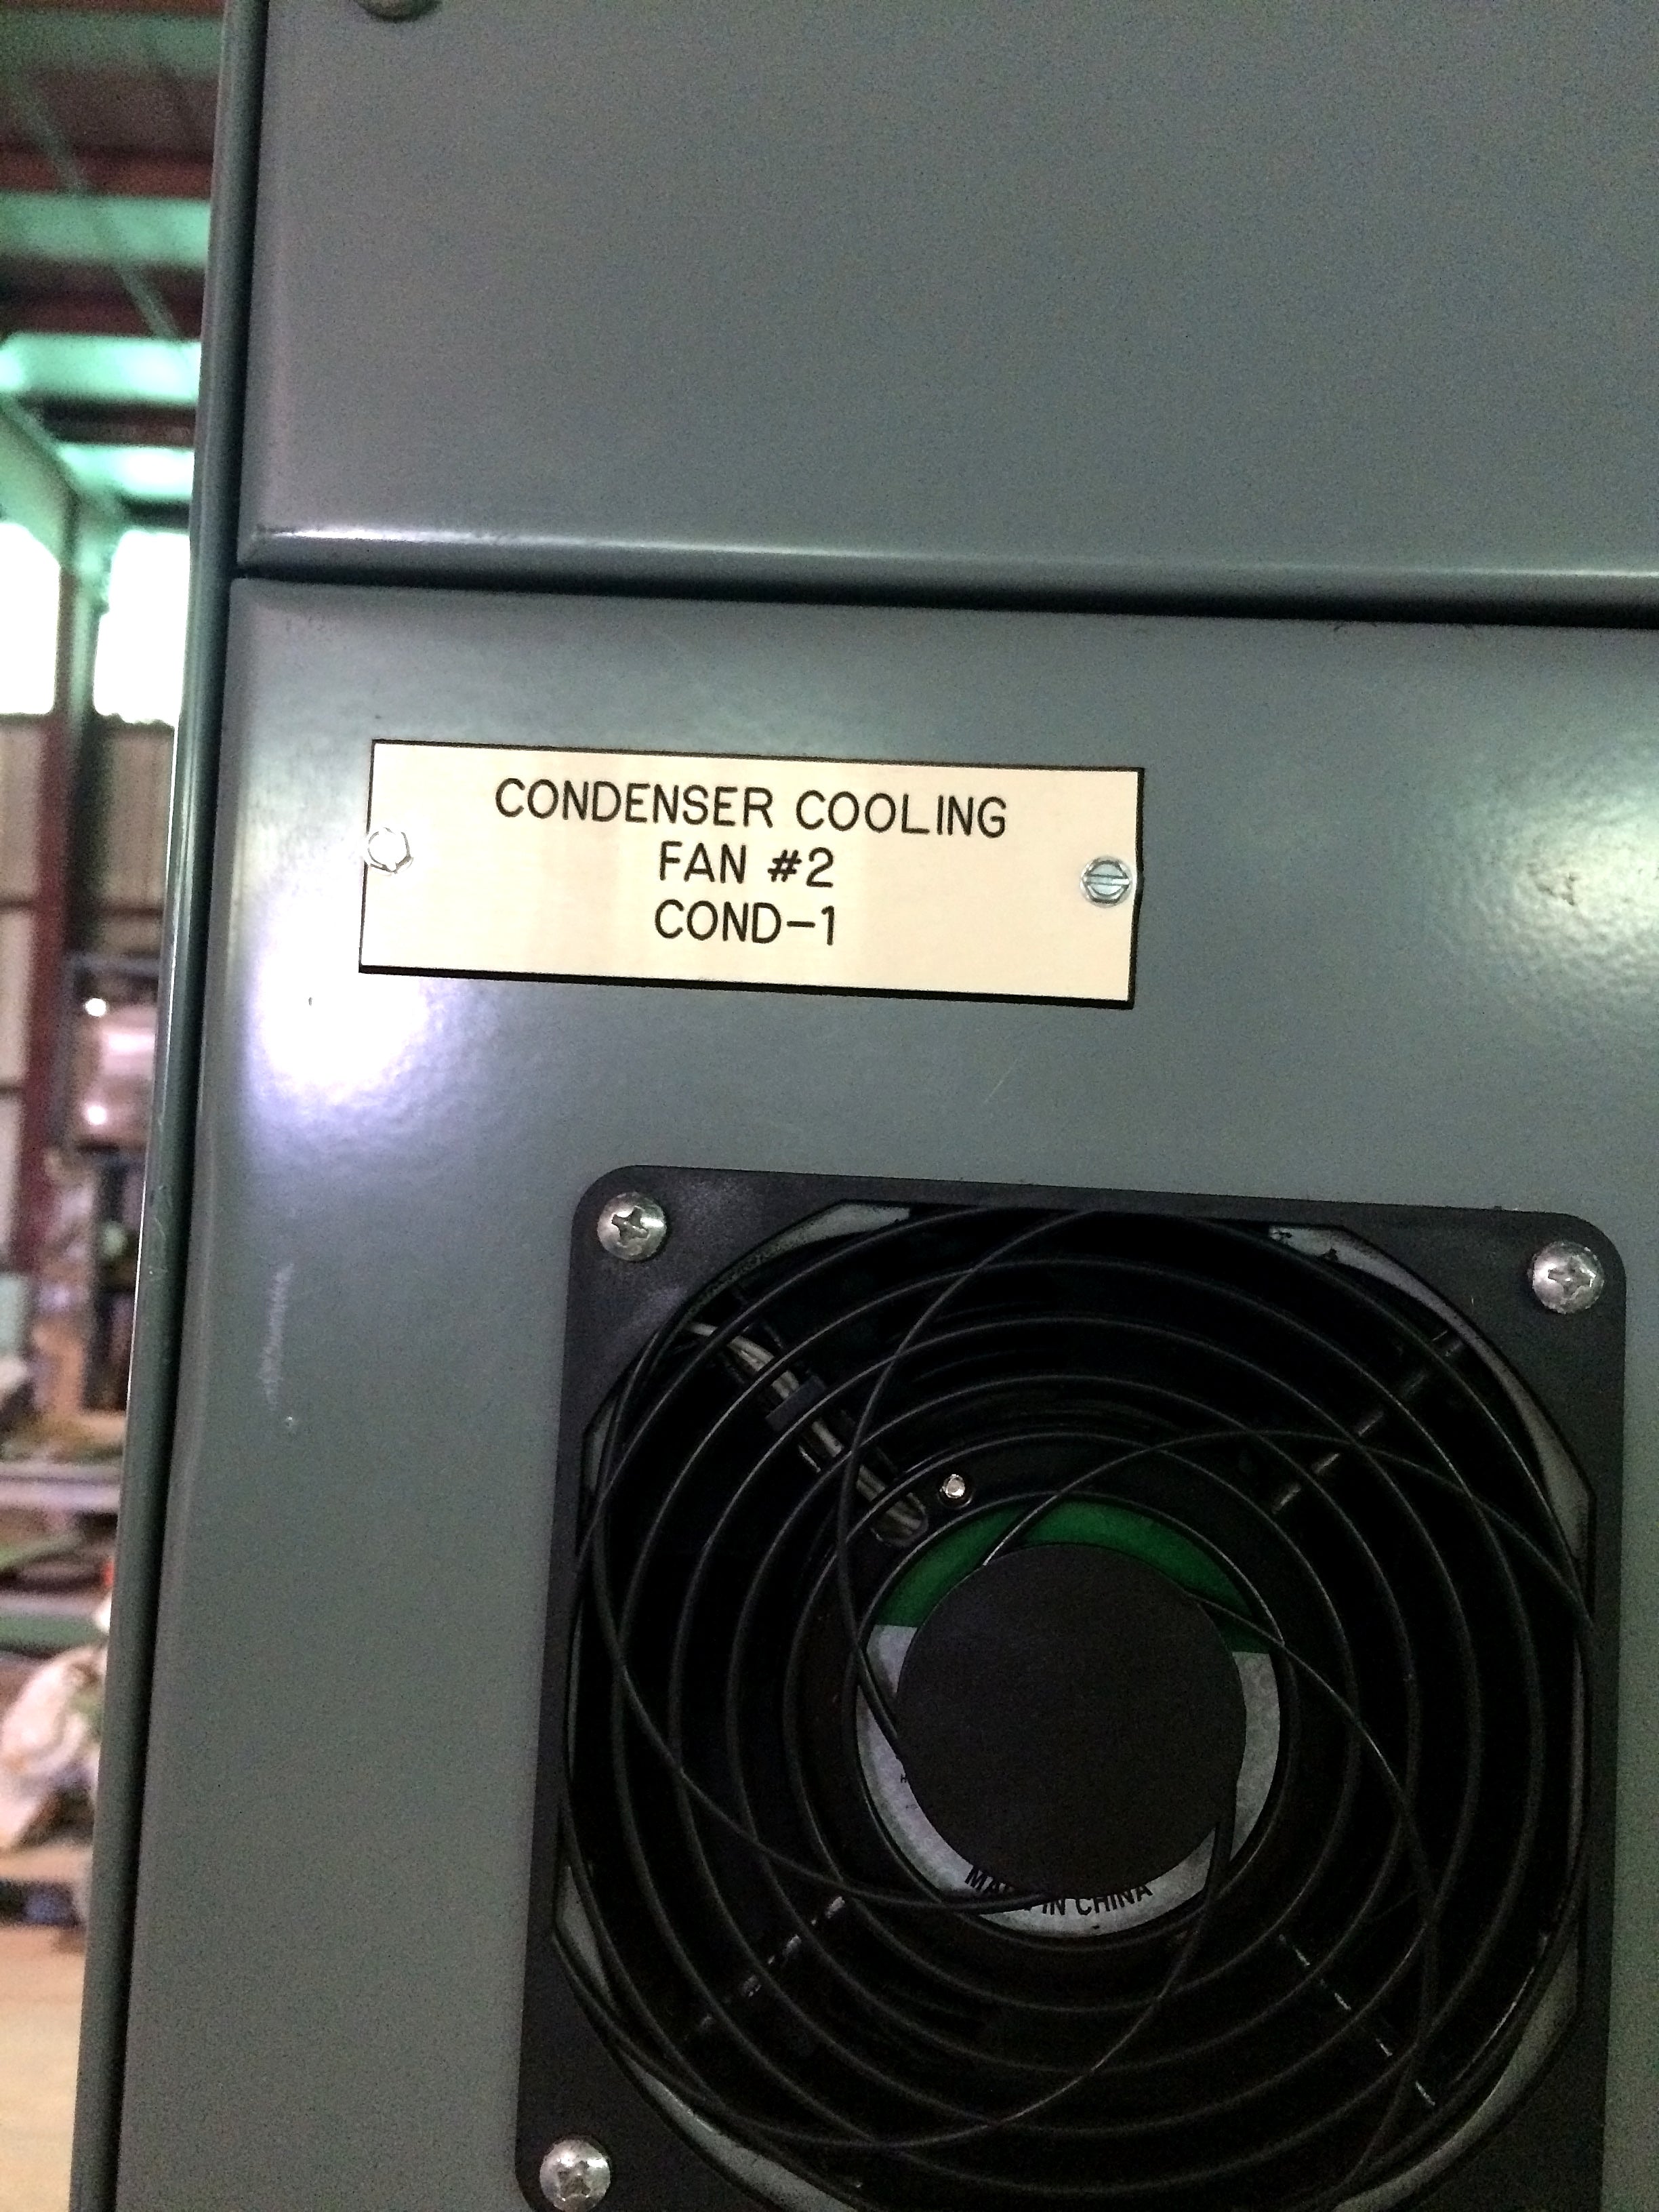 CONDENSER COOLING
FAN #2
COND-1
IN CHINA